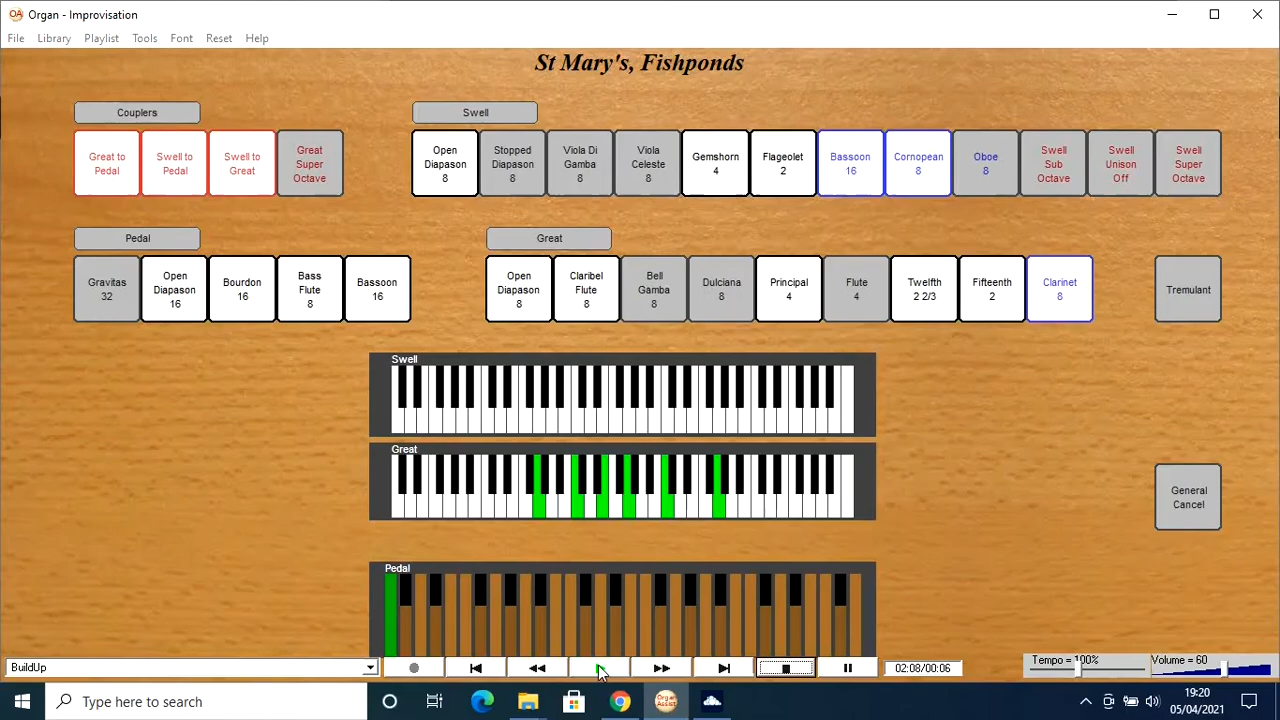 OA Organ - Improvisation
File Library Playlist Tools Font Reset Help
St Mary's, Fishponds
Couplers
Swell
Great to
Pedal
Swell to
Pedal
Swell to
Great
Great
Super
Octave
Open
Diapason
8
Stopped
Diapason
8
Viola Di
Gamba
8
Viola
Celeste
8
Gemshorn
4
Flageolet
2
Bassoon
16
Cornopean
8
Oboe
8
Swell
Sub
Octave
Swell
Unison
Off
Swell
Super
Octave
Pedal
Great
Gravitas
32
Open
Diapason
16
Bourdon
16
Bass
Flute
8
Bassoon
16
Open
Diapason
8
Claribel
Flute
8
Bell
Gamba
8
Dulciana
8
Principal
4
Flute
4
Twelfth
2 2/3
Fifteenth
2
Clarinet
8
Tremulant
Swell
Great
General
Cancel
Pedal
BuildUp
02:08/00:06
Tempo = 100%
Volume = 60
Type here to search
Organ
Assist
19:20
05/04/2021